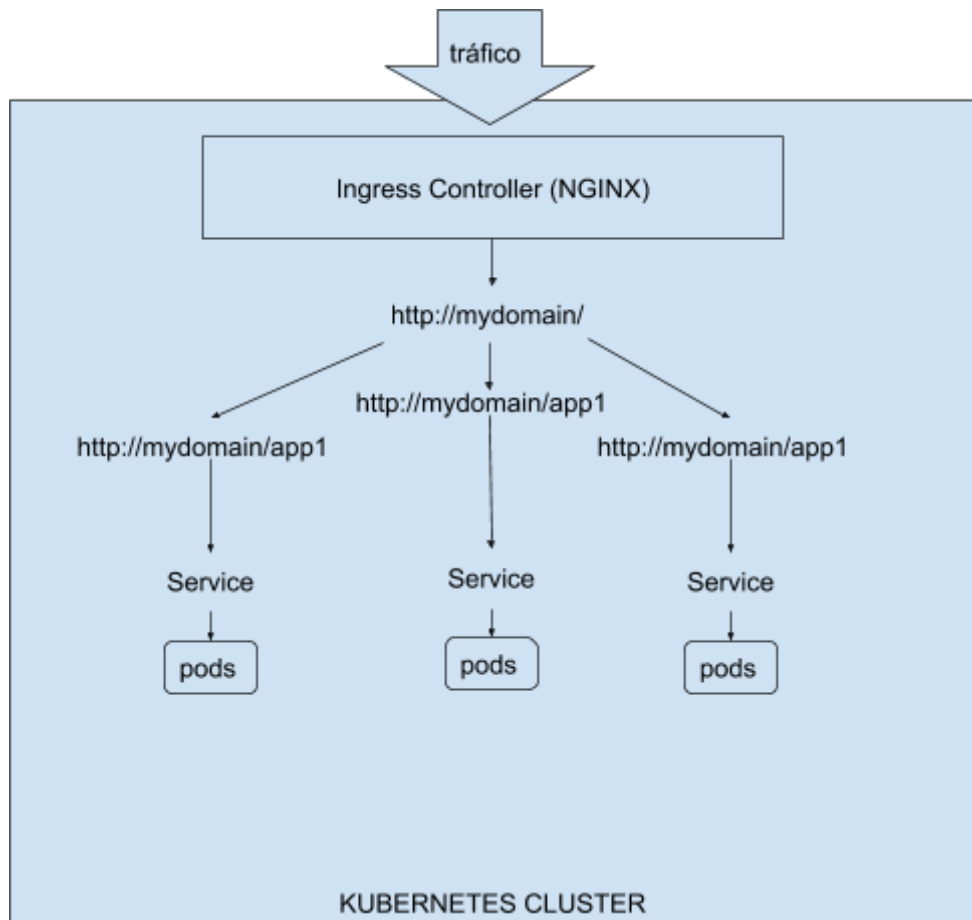 tráfico
Ingress Controller (NGINX)
http://mydomain/
http://mydomain/app1
http://mydomain/app1
http://mydomain/app1
Service
Service
Service
pods
pods
pods
KUBERNETES CLUSTER